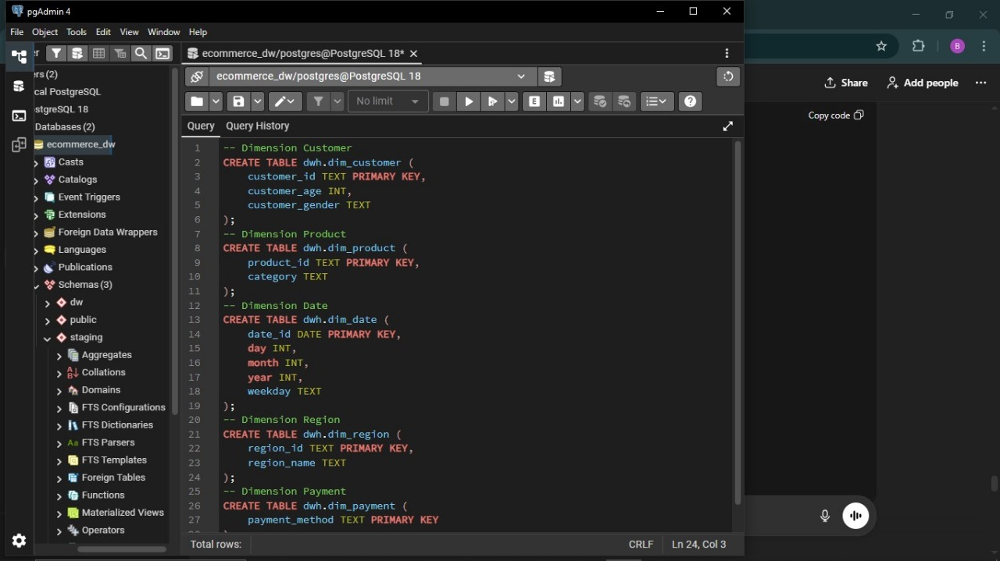 pgAdmin 4
File Object Tools Edit View Window Help
ecommerce_dw/postgres@PostgreSQL 18*
ecommerce_dw/postgres@PostgreSQL 18
No limit
Query Query History
ers (2)
cal PostgreSQL
stgreSQL 18
Databases (2)
ecommerce_dw
Casts
Catalogs
Event Triggers
Extensions
Foreign Data Wrappers
Languages
Publications
Schemas (3)
dw
public
staging
Aggregates
Collations
Domains
FTS Configurations
FTS Dictionaries
Aa FTS Parsers
FTS Templates
Foreign Tables
Functions
Materialized Views
Operators
1 -- Dimension Customer
2 CREATE TABLE dwh.dim_customer (
3 customer_id TEXT PRIMARY KEY,
4 customer_age INT,
5 customer_gender TEXT
6 );
7 -- Dimension Product
8 CREATE TABLE dwh.dim_product (
9 product_id TEXT PRIMARY KEY,
10 category TEXT
11 );
12 -- Dimension Date
13 CREATE TABLE dwh.dim_date (
14 date_id DATE PRIMARY KEY,
15 day INT,
16 month INT,
17 year INT,
18 weekday TEXT
19 );
20 -- Dimension Region
21 CREATE TABLE dwh.dim_region (
22 region_id TEXT PRIMARY KEY,
23 region_name TEXT
24 );
25 -- Dimension Payment
26 CREATE TABLE dwh.dim_payment (
27 payment_method TEXT PRIMARY KEY
Total rows: CRLF Ln 24, Col 3
B
Share Add people
Copy code